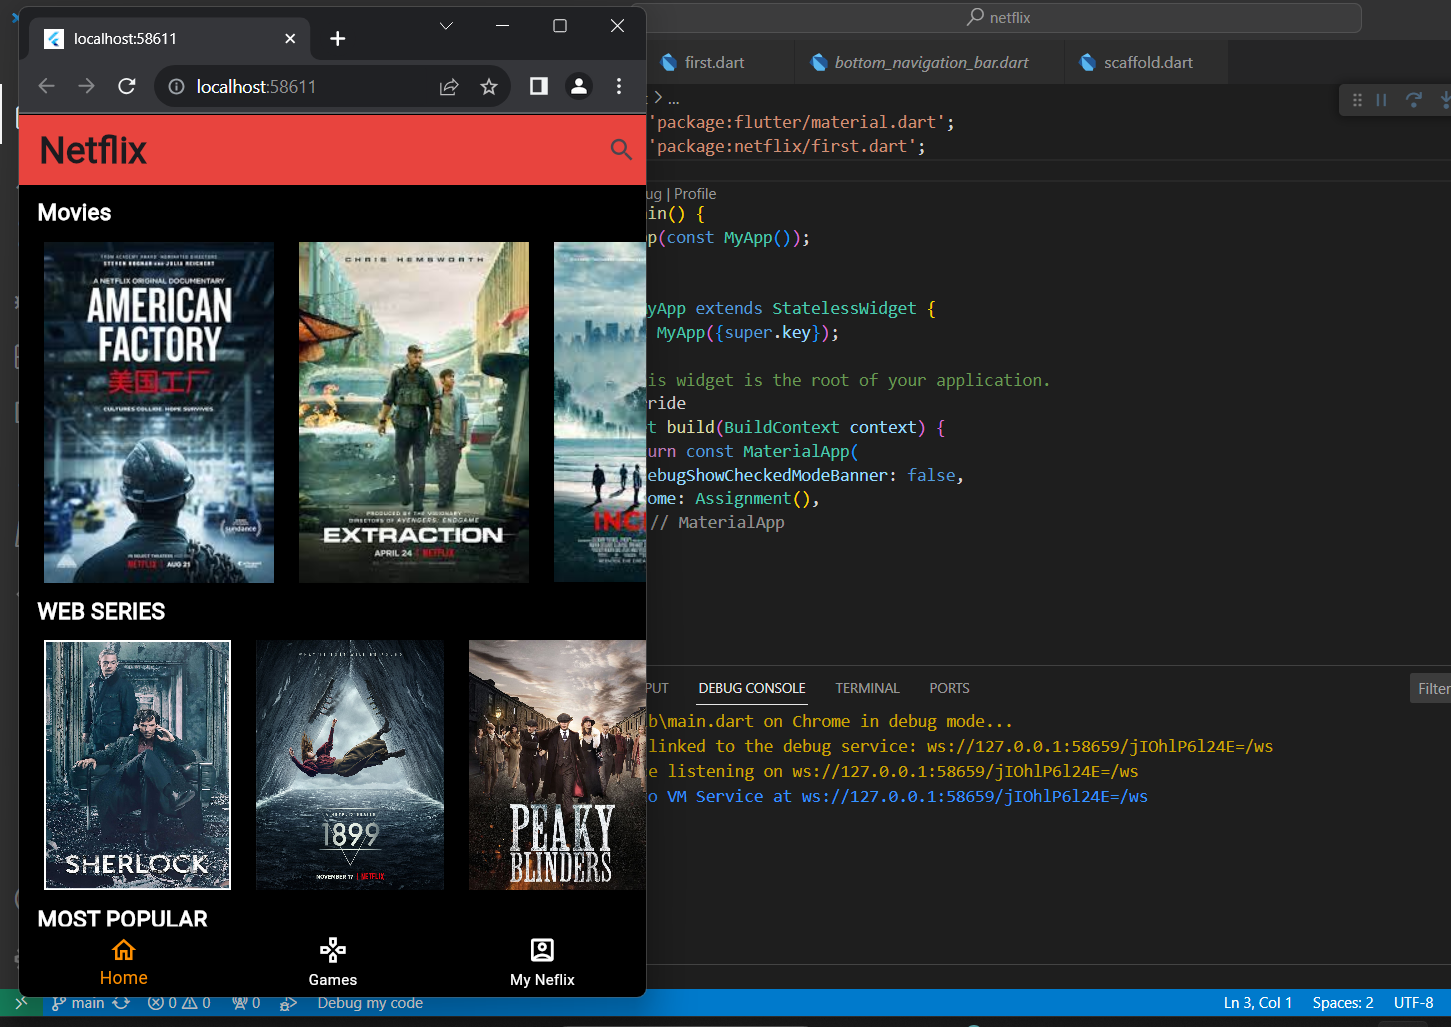 localhost:58611
localhost:58611
Netflix
Movies
FROM ACADEMY AWARD NOMINATED DIRECTORS
STEVEN BOGNAR AND JULIA REICHERT
A NETFLIX ORIGINAL DOCUMENTARY
AMERICAN
FACTORY
美国工厂
CULTURES COLLIDE. HOPE SURVIVES
sundance
IN SELECT THEATERS AND ON
NETFLIX | AUG 21
CHRIS HEMSWORTH
PRODUCED BY THE VISIONARY
DIRECTORS OF AVENGERS: ENDGAME
EXTRACTION
APRIL 24 | NETFLIX
INC
WEB SERIES
SHERLOCK
1899
NOVEMBER 17 | NETFLIX
PEAKY
BLINDERS
MOST POPULAR
Home
Games
My Neflix
netflix
first.dart
bottom_navigation_bar.dart
scaffold.dart
> ...
'package:flutter/material.dart';
'package:netflix/first.dart';
ug | Profile
in() {
p(const MyApp());
yApp extends StatelessWidget {
MyApp({super.key});
is widget is the root of your application.
ride
t build(BuildContext context) {
urn const MaterialApp(
ebugShowCheckedModeBanner: false,
ome: Assignment(),
// MaterialApp
PUT
DEBUG CONSOLE
TERMINAL
PORTS
Filter
b\main.dart on Chrome in debug mode...
linked to the debug service: ws://127.0.0.1:58659/jIOhlP6l24E=/ws
e listening on ws://127.0.0.1:58659/jIOhlP6l24E=/ws
o VM Service at ws://127.0.0.1:58659/jIOhlP6l24E=/ws
main
0
0
0
Debug my code
Ln 3, Col 1
Spaces: 2
UTF-8